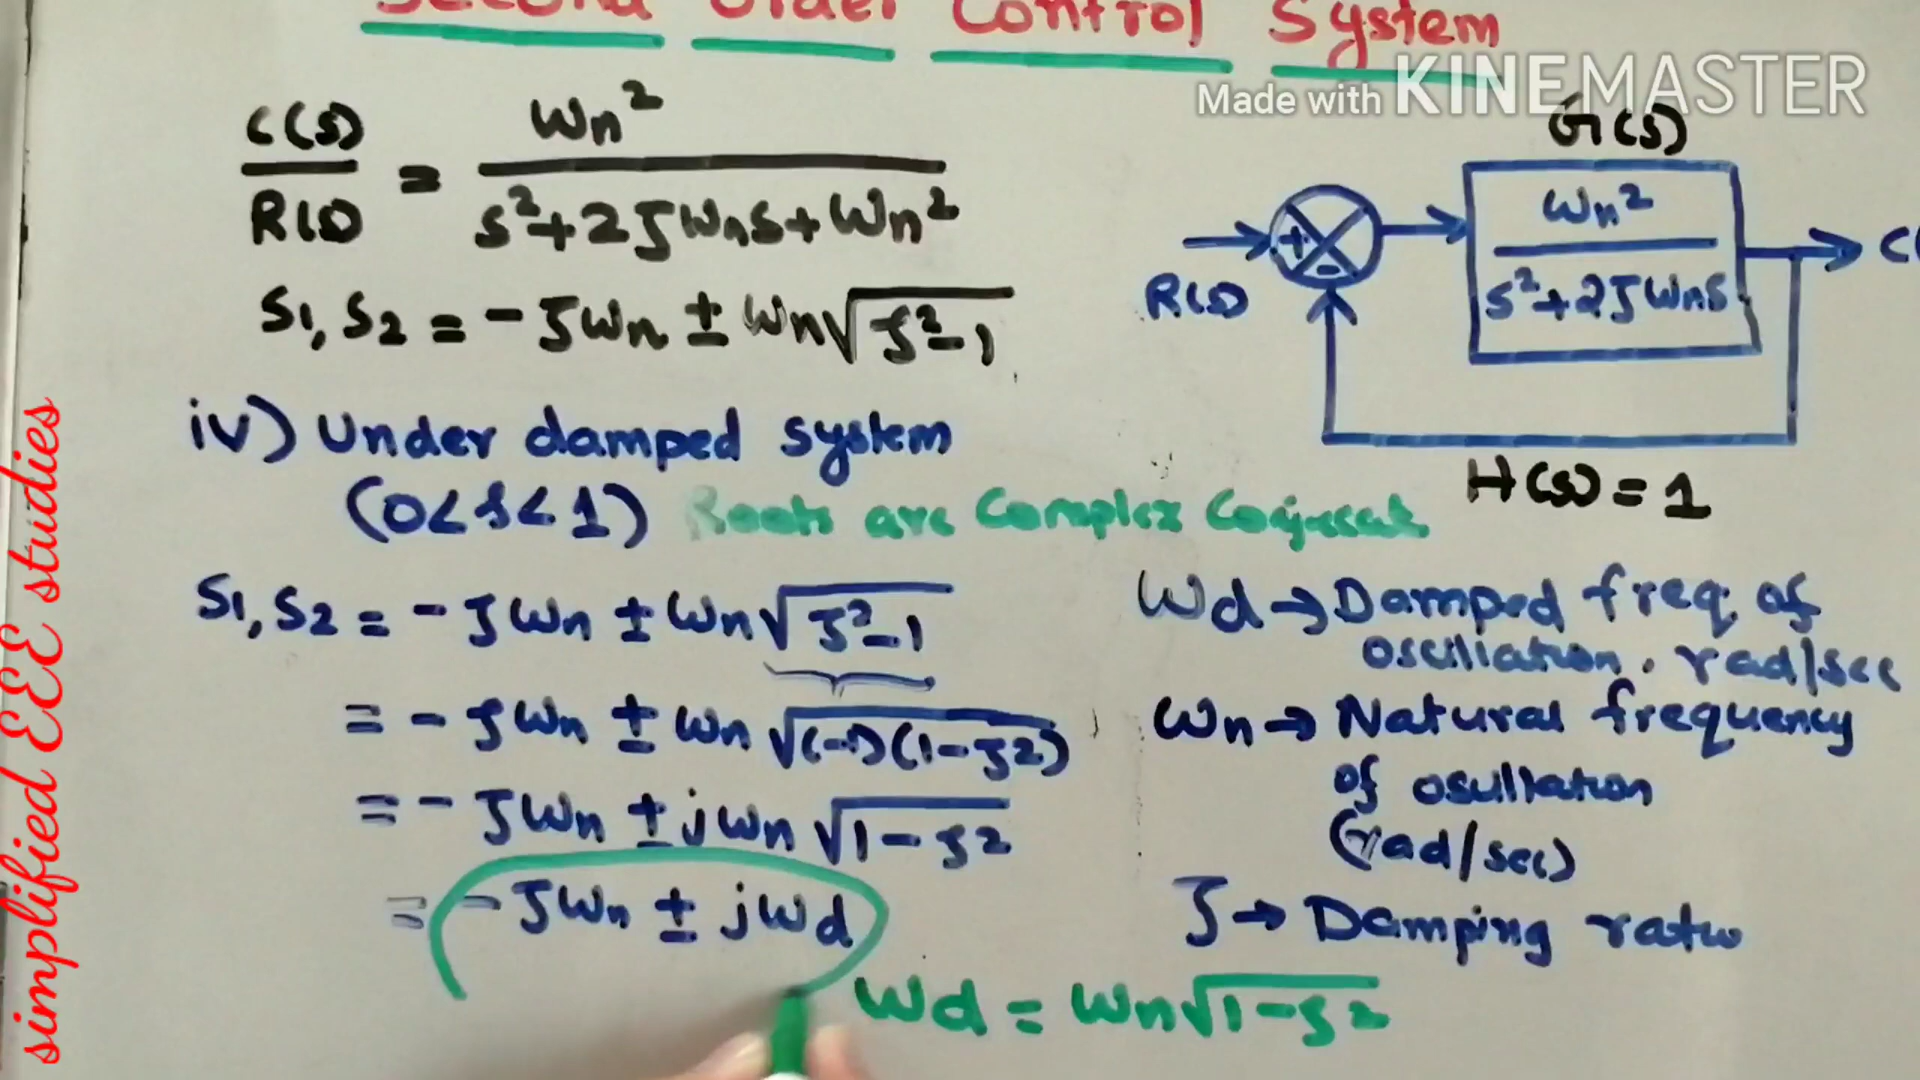 Second Order Control System
Made with KINEMASTER
C(S)/R(S) = ωn²/s²+2ζωns+ωn²
S1, S2 = -ζωn ± ωn√ζ²-1
G(S)
ωn²/s²+2ζωns
R(S)
+
-
C(
H(S) = 1
iv) Under damped system
(0<ζ<1) Roots are Complex Conjugate
S1, S2 = -ζωn ± ωn√ζ²-1
= -ζωn ± ωn√(-1)(1-ζ2)
= -ζωn ± jωn√1-ζ2
= -ζωn ± jωd
ωd = ωn√1-ζ2
ωd → Damped freq. of
oscillation. rad/sec
ωn → Natural frequency
of oscillation
(rad/sec)
ζ → Damping ratio
simplified EEE studies